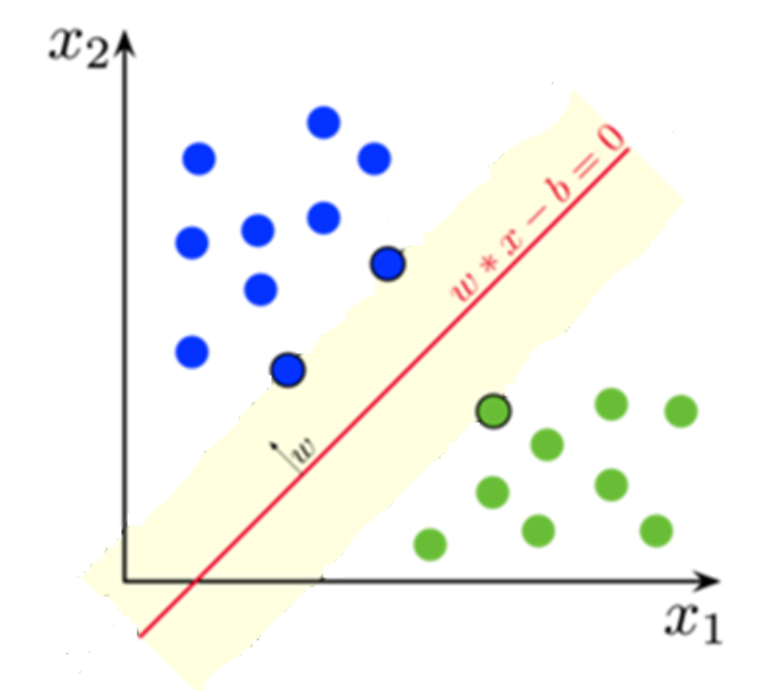 x₂
w * x − b = 0
w
x₁